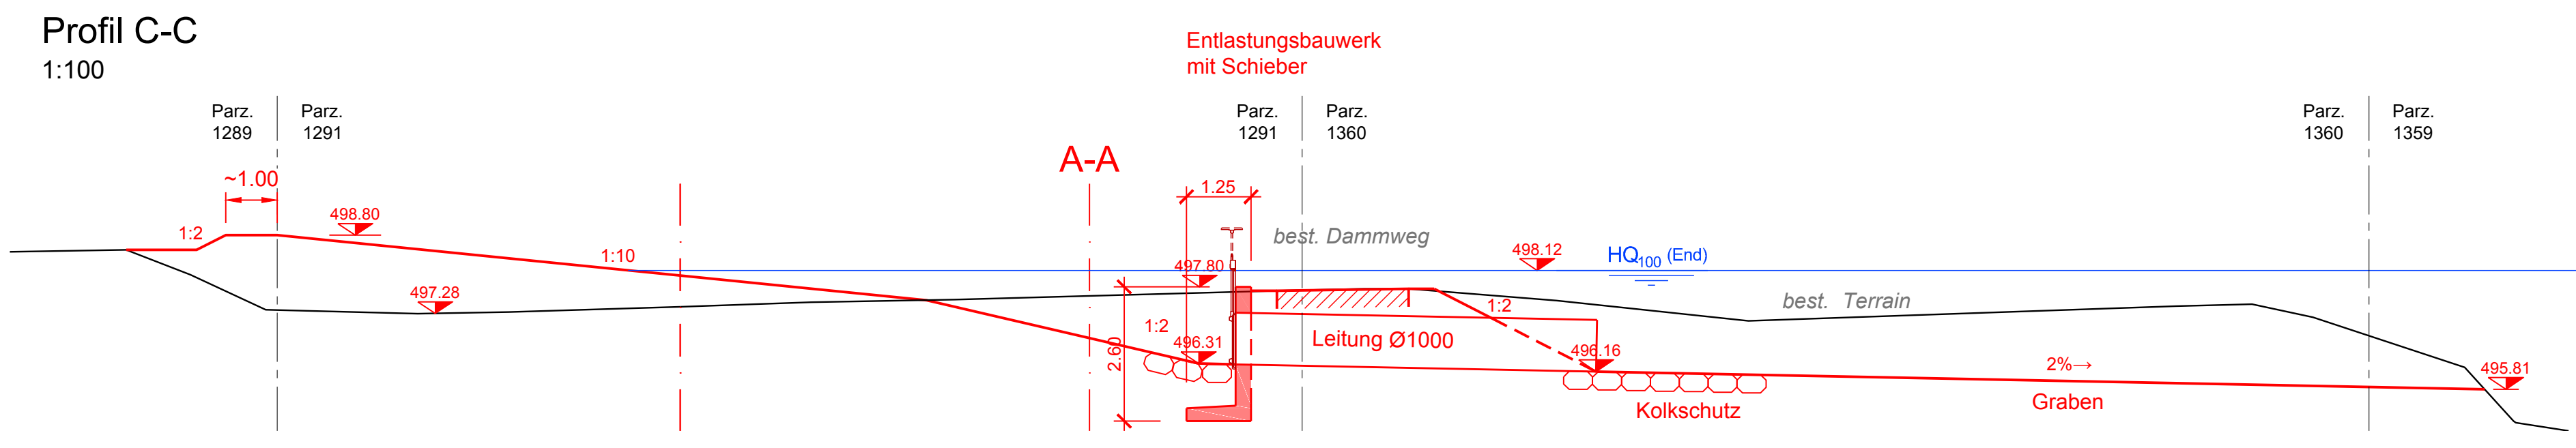 Profil C-C
1:100
Entlastungsbauwerk
mit Schieber
Parz.
1289
Parz.
1291
Parz.
1291
Parz.
1360
Parz.
1360
Parz.
1359
A-A
~1.00
1.25
498.80
1:2
best. Dammweg
498.12
HQ100 (End)
1:10
497.80
497.28
best. Terrain
1:2
1:2
2.60
496.31
Leitung Ø1000
496.16
2%→
495.81
Kolkschutz
Graben